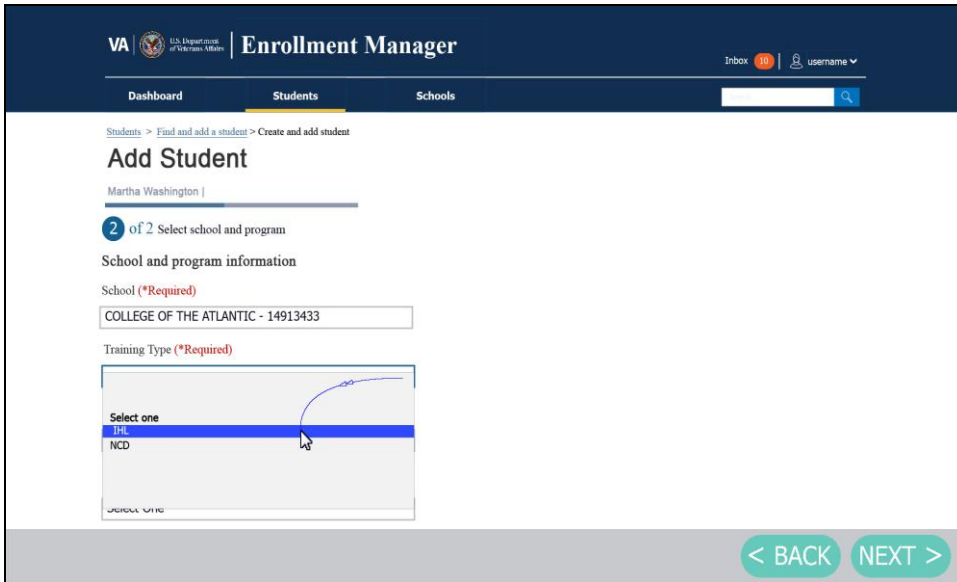 VA | U.S. Department of Veterans Affairs | Enrollment Manager
Inbox 10 | username
Dashboard Students Schools
Students > Find and add a student > Create and add student
Add Student
Martha Washington |
2 of 2 Select school and program
School and program information
School (*Required)
COLLEGE OF THE ATLANTIC - 14913433
Training Type (*Required)
Select one
IHL
NCD
Select One
< BACK NEXT >